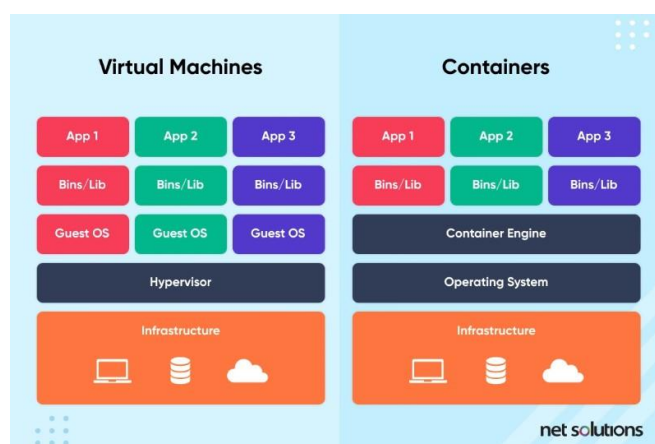 Virtual Machines
App 1 App 2 App 3
Bins/Lib Bins/Lib Bins/Lib
Guest OS Guest OS Guest OS
Hypervisor
Infrastructure
Containers
App 1 App 2 App 3
Bins/Lib Bins/Lib Bins/Lib
Container Engine
Operating System
Infrastructure
net solutions